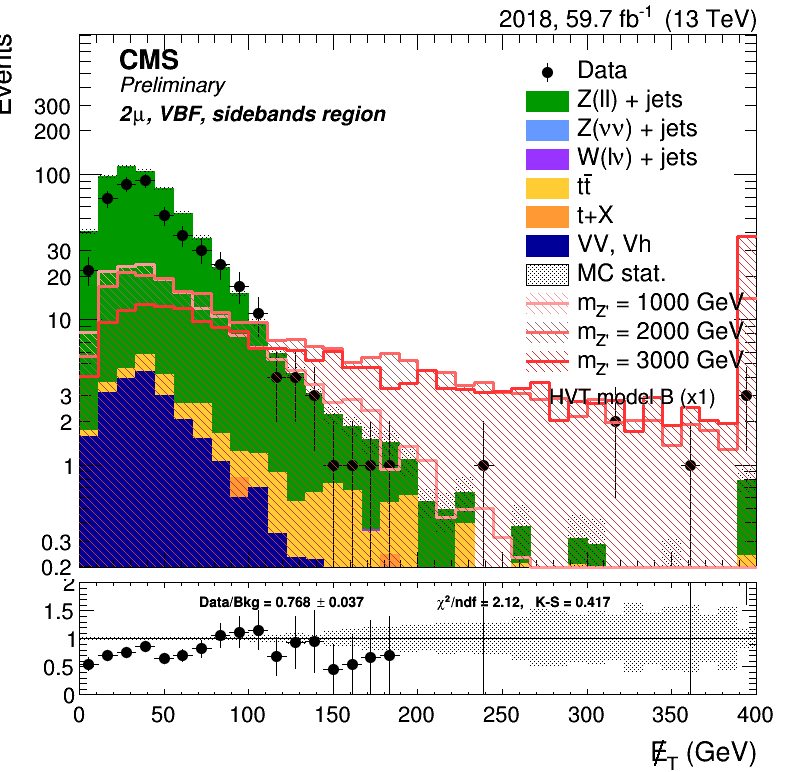 2018, 59.7 fb⁻¹ (13 TeV)
Events
CMS
Preliminary
2μ, VBF, sidebands region
Data
Z(ll) + jets
Z(νν) + jets
W(lν) + jets
tt̄
t+X
VV, Vh
MC stat.
m_Z' = 1000 GeV
m_Z' = 2000 GeV
m_Z' = 3000 GeV
HVT model B (x1)
300
200
100
30
20
10
3
2
1
0.3
0.2
Data/Bkg = 0.768 ± 0.037 χ²/ndf = 2.12, K-S = 0.417
2
1.5
1
0.5
0
0 50 100 150 200 250 300 350 400
E̸_T (GeV)